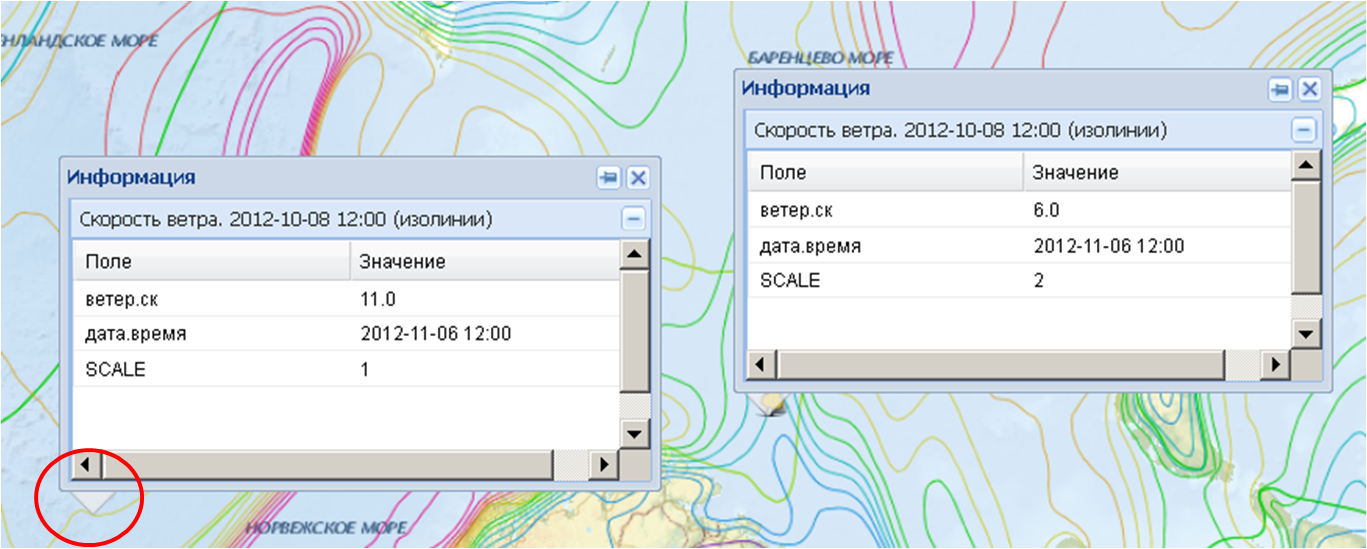 ЕНЛАНДСКОЕ МОРЕ
БАРЕНЦЕВО МОРЕ
Информация
Скорость ветра. 2012-10-08 12:00 (изолинии)
Поле Значение
ветер.ск 11.0
дата.время 2012-11-06 12:00
SCALE 1
Информация
Скорость ветра. 2012-10-08 12:00 (изолинии)
Поле Значение
ветер.ск 6.0
дата.время 2012-11-06 12:00
SCALE 2
НОРВЕЖСКОЕ МОРЕ